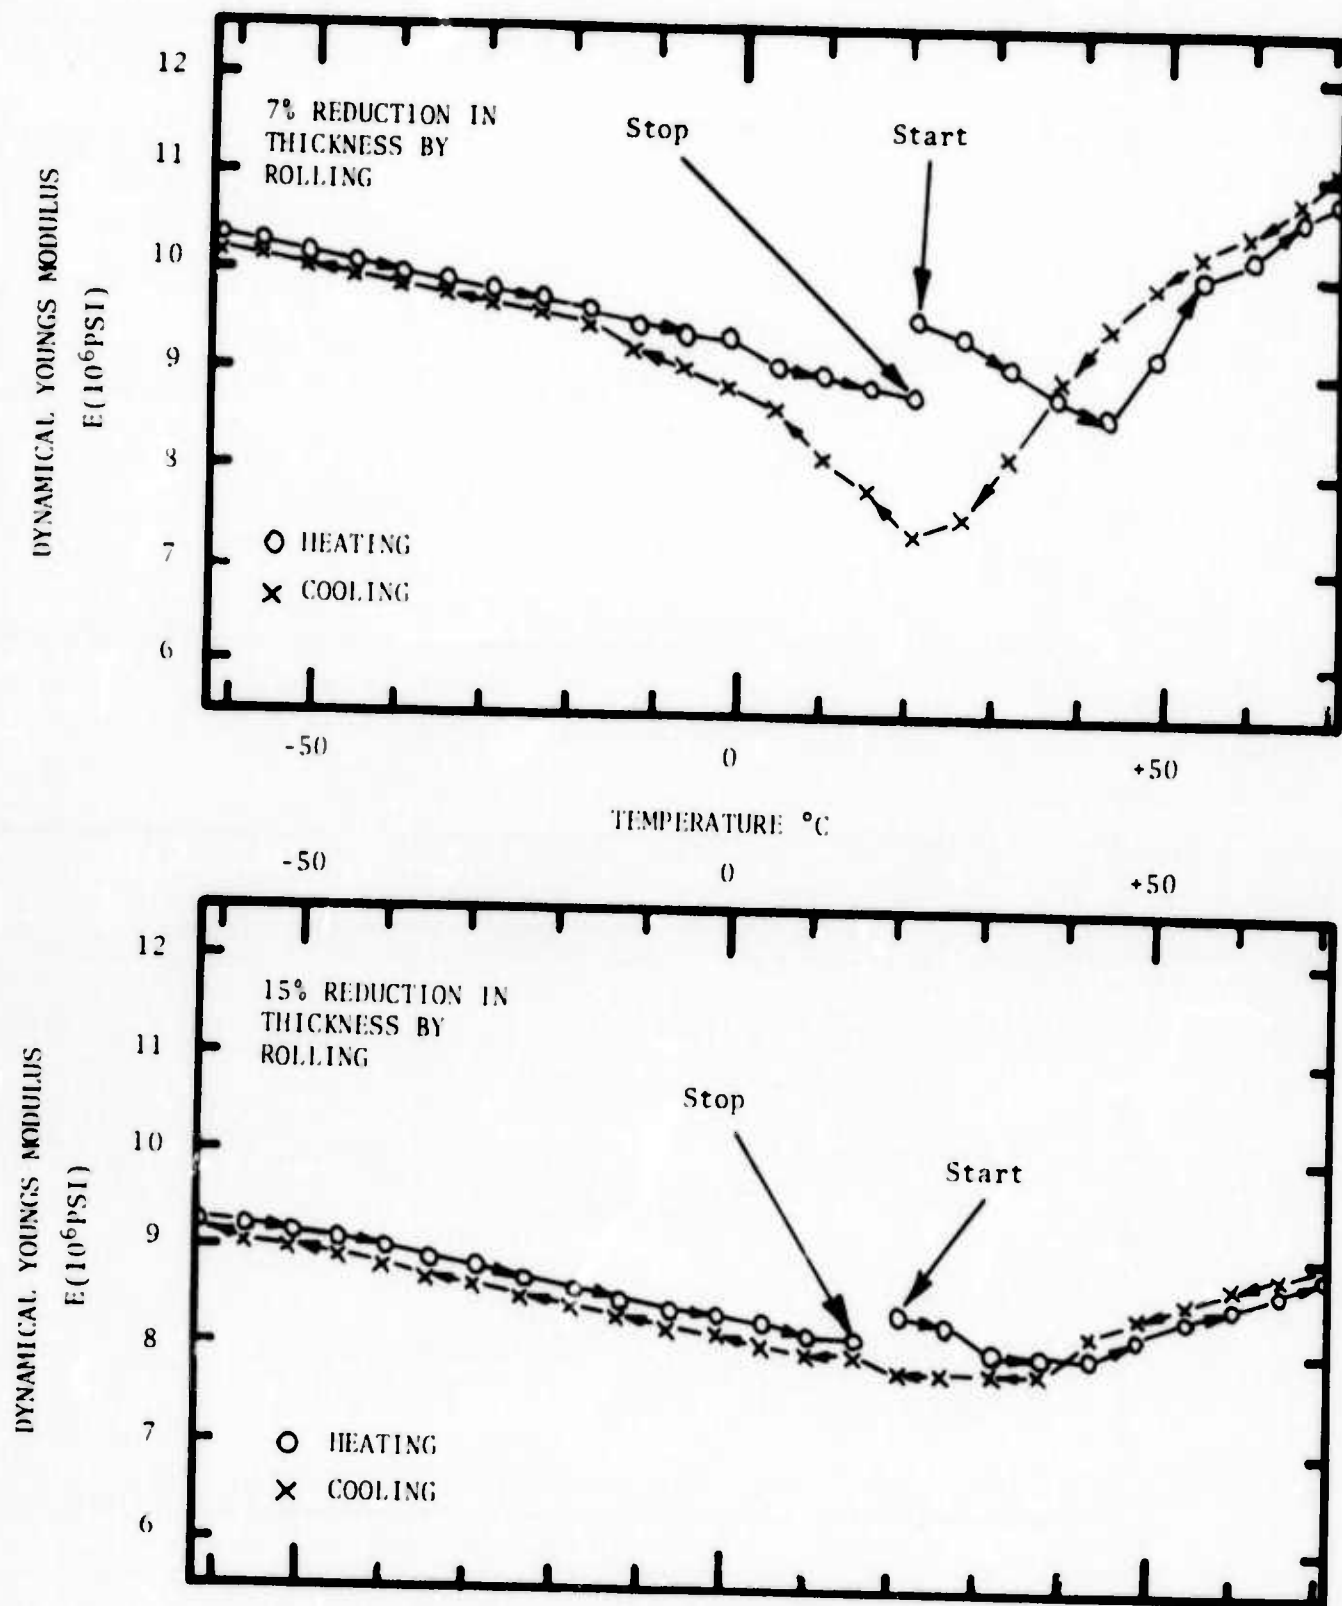 12
11
10
9
8
7
6
DYNAMICAL YOUNGS MODULUS
E(10⁶PSI)
7% REDUCTION IN
THICKNESS BY
ROLLING
Stop
Start
O HEATING
× COOLING
-50
0
+50
TEMPERATURE °C
-50
0
+50
12
11
10
9
8
7
6
DYNAMICAL YOUNGS MODULUS
E(10⁶PSI)
15% REDUCTION IN
THICKNESS BY
ROLLING
Stop
Start
O HEATING
× COOLING